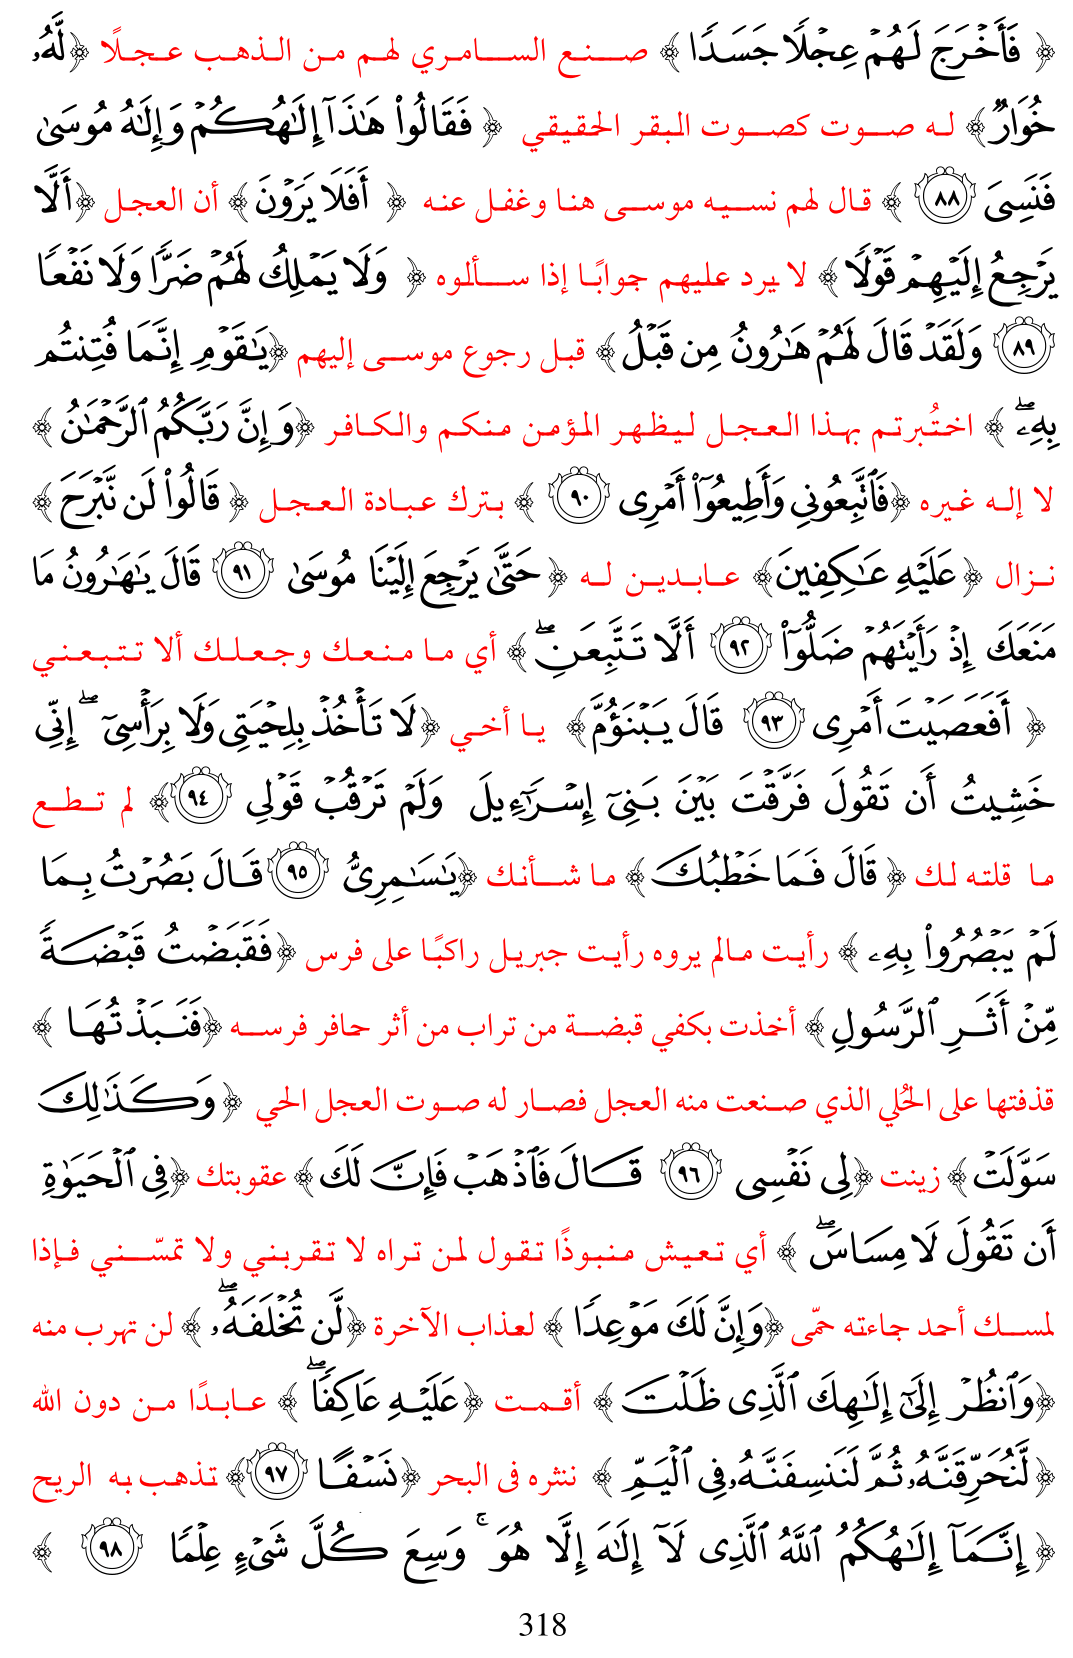 ﴿ فَأَخْرَجَ لَهُمْ عِجْلًا جَسَدًا ﴾ صنع السامري لهم من الذهب عجلًا ﴿لَّهُۥ
خُوَارٌ﴾ له صوت كصوت البقر الحقيقي ﴿ فَقَالُوا۟ هَٰذَآ إِلَٰهُكُمْ وَإِلَٰهُ مُوسَىٰ
فَنَسِىَ ٨٨ ﴾ قال لهم نسيه موسى هنا وغفل عنه ﴿ أَفَلَا يَرَوْنَ﴾ أن العجل ﴿أَلَّا
يَرْجِعُ إِلَيْهِمْ قَوْلًا﴾ لا يرد عليهم جوابًا إذا سألوه ﴿ وَلَا يَمْلِكُ لَهُمْ ضَرًّا وَلَا نَفْعًا
٨٩ وَلَقَدْ قَالَ لَهُمْ هَٰرُونُ مِن قَبْلُ﴾ قبل رجوع موسى إليهم ﴿يَٰقَوْمِ إِنَّمَا فُتِنتُم
بِهِۦۖ ﴾ اختُبرتم بهذا العجل ليظهر المؤمن منكم والكافر ﴿وَإِنَّ رَبَّكُمُ ٱلرَّحْمَٰنُ ﴾
لا إله غيره ﴿فَٱتَّبِعُونِى وَأَطِيعُوٓا۟ أَمْرِى ٩٠ ﴾ بترك عبادة العجل ﴿ قَالُوا۟ لَن نَّبْرَحَ ﴾
نزال ﴿ عَلَيْهِ عَٰكِفِينَ﴾ عابدين له ﴿ حَتَّىٰ يَرْجِعَ إِلَيْنَا مُوسَىٰ ٩١ قَالَ يَٰهَٰرُونُ مَا
مَنَعَكَ إِذْ رَأَيْتَهُمْ ضَلُّوٓا۟ ٩٢ أَلَّا تَتَّبِعَنِۖ ﴾ أي ما منعك وجعلك ألا تتبعني
﴿ أَفَعَصَيْتَ أَمْرِى ٩٣ قَالَ يَبْنَؤُمَّ﴾ يا أخي ﴿لَا تَأْخُذْ بِلِحْيَتِى وَلَا بِرَأْسِىٓۖ إِنِّى
خَشِيتُ أَن تَقُولَ فَرَّقْتَ بَيْنَ بَنِىٓ إِسْرَٰٓءِيلَ وَلَمْ تَرْقُبْ قَوْلِى ٩٤﴾ لم تطع
ما قلته لك ﴿ قَالَ فَمَا خَطْبُكَ﴾ ما شأنك ﴿يَٰسَٰمِرِىُّ ٩٥ قَالَ بَصُرْتُ بِمَا
لَمْ يَبْصُرُوا۟ بِهِۦ ﴾ رأيت مالم يروه رأيت جبريل راكبًا على فرس ﴿فَقَبَضْتُ قَبْضَةً
مِّنْ أَثَرِ ٱلرَّسُولِ﴾ أخذت بكفي قبضة من تراب من أثر حافر فرسه ﴿فَنَبَذْتُهَا ﴾
قذفتها على الحُلي الذي صنعت منه العجل فصار له صوت العجل الحي ﴿ وَكَذَٰلِكَ
سَوَّلَتْ﴾ زينت ﴿لِى نَفْسِى ٩٦ قَالَ فَٱذْهَبْ فَإِنَّ لَكَ﴾ عقوبتك ﴿فِى ٱلْحَيَوٰةِ
أَن تَقُولَ لَا مِسَاسَۖ ﴾ أي تعيش منبوذًا تقول لمن تراه لا تقربني ولا تمسّني فإذا
لمسك أحد جاءته حمّى ﴿وَإِنَّ لَكَ مَوْعِدًا ﴾ لعذاب الآخرة ﴿لَّن تُخْلَفَهُۥۖ ﴾ لن تهرب منه
﴿وَٱنظُرْ إِلَىٰٓ إِلَٰهِكَ ٱلَّذِى ظَلْتَ ﴾ أقمت ﴿عَلَيْهِ عَاكِفًاۖ ﴾ عابدًا من دون الله
﴿ لَّنُحَرِّقَنَّهُۥ ثُمَّ لَنَنسِفَنَّهُۥ فِى ٱلْيَمِّ ﴾ ننثره في البحر ﴿نَسْفًا ٩٧﴾ تذهب به الريح
﴿ إِنَّمَآ إِلَٰهُكُمُ ٱللَّهُ ٱلَّذِى لَآ إِلَٰهَ إِلَّا هُوَۚ وَسِعَ كُلَّ شَىْءٍ عِلْمًا ٩٨ ﴾
318